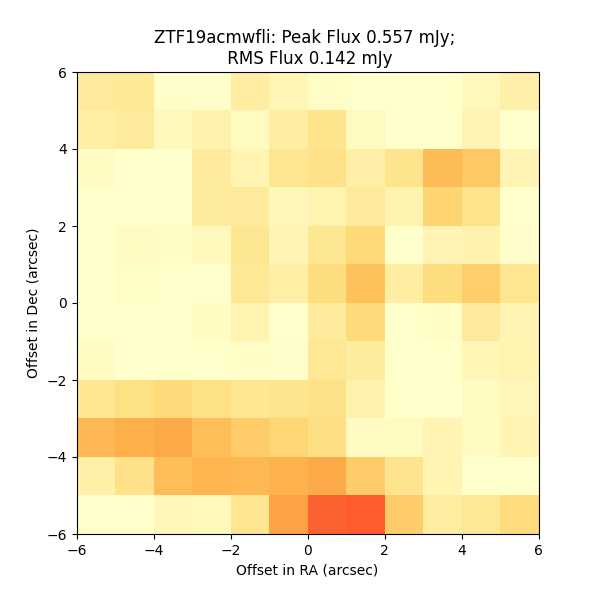 ZTF19acmwfli: Peak Flux 0.557 mJy;
RMS Flux 0.142 mJy
6
4
2
0
−2
−4
−6
Offset in Dec (arcsec)
−6 −4 −2 0 2 4 6
Offset in RA (arcsec)